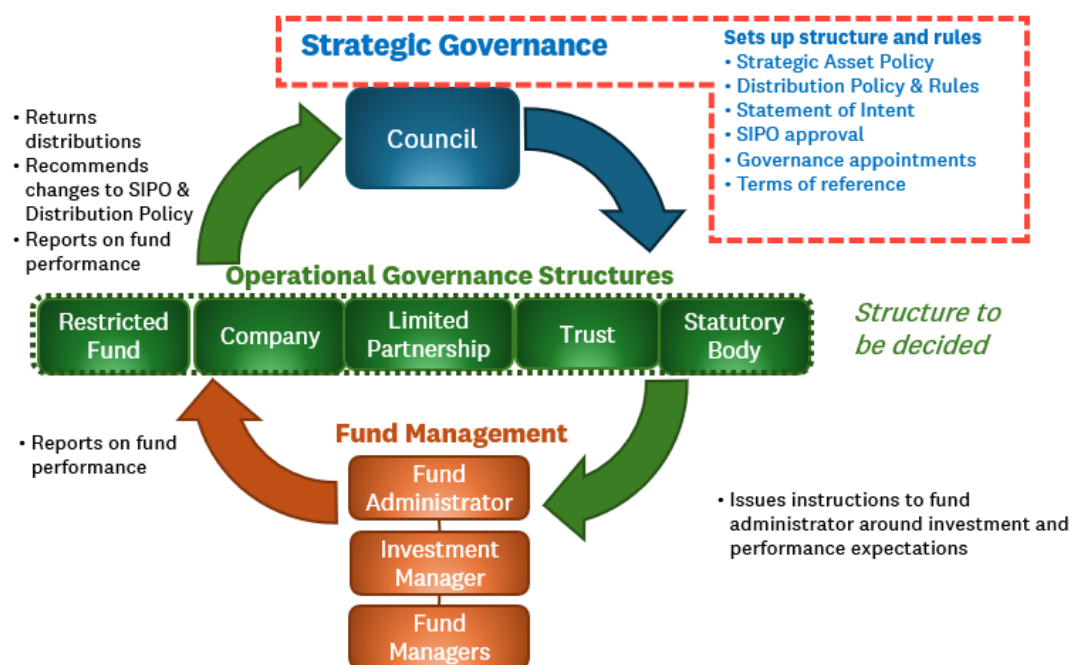 Strategic Governance
Sets up structure and rules
• Strategic Asset Policy
• Distribution Policy & Rules
• Statement of Intent
• SIPO approval
• Governance appointments
• Terms of reference
Council
• Returns
distributions
• Recommends
changes to SIPO &
Distribution Policy
• Reports on fund
performance
Operational Governance Structures
Restricted
Fund
Company
Limited
Partnership
Trust
Statutory
Body
Structure to
be decided
• Reports on fund
performance
Fund Management
Fund
Administrator
Investment
Manager
Fund
Managers
• Issues instructions to fund
administrator around investment and
performance expectations